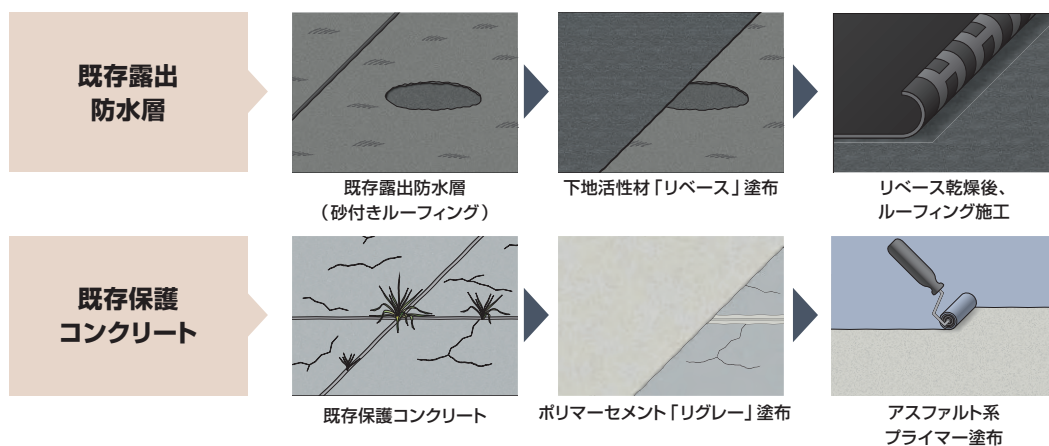 既存露出
防水層
既存露出防水層
（砂付きルーフィング）
下地活性材「リベース」塗布
リベース乾燥後、
ルーフィング施工
既存保護
コンクリート
既存保護コンクリート
ポリマーセメント「リグレー」塗布
アスファルト系
プライマー塗布